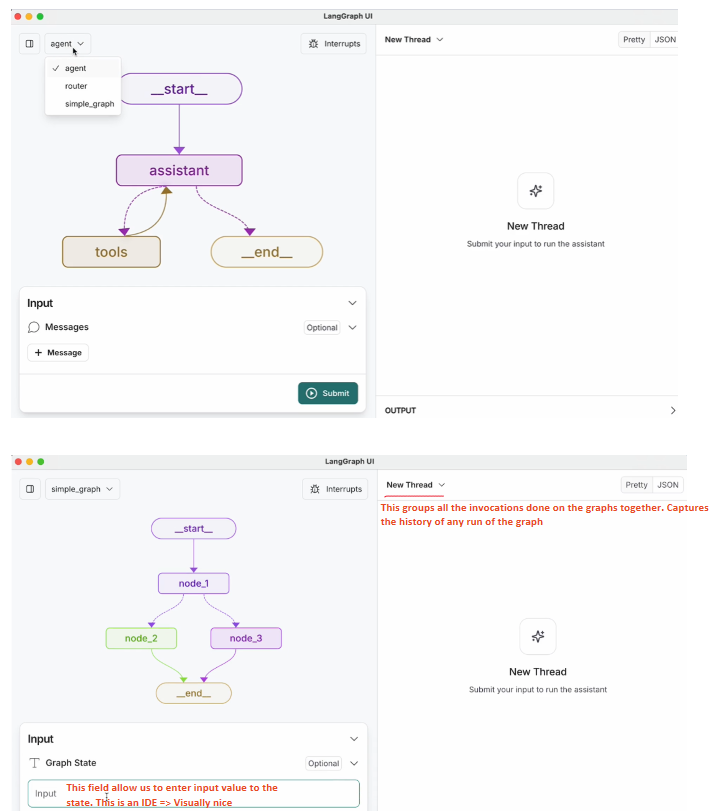 LangGraph UI
agent
Interrupts
New Thread
Pretty
JSON
agent
router
simple_graph
__start__
assistant
tools
__end__
New Thread
Submit your input to run the assistant
Input
Messages
Optional
+ Message
Submit
OUTPUT
LangGraph UI
simple_graph
Interrupts
New Thread
Pretty
JSON
This groups all the invocations done on the graphs together. Captures
the history of any run of the graph
__start__
node_1
node_2
node_3
__end__
New Thread
Submit your input to run the assistant
Input
Graph State
Optional
Input
This field allow us to enter input value to the
state. This is an IDE => Visually nice